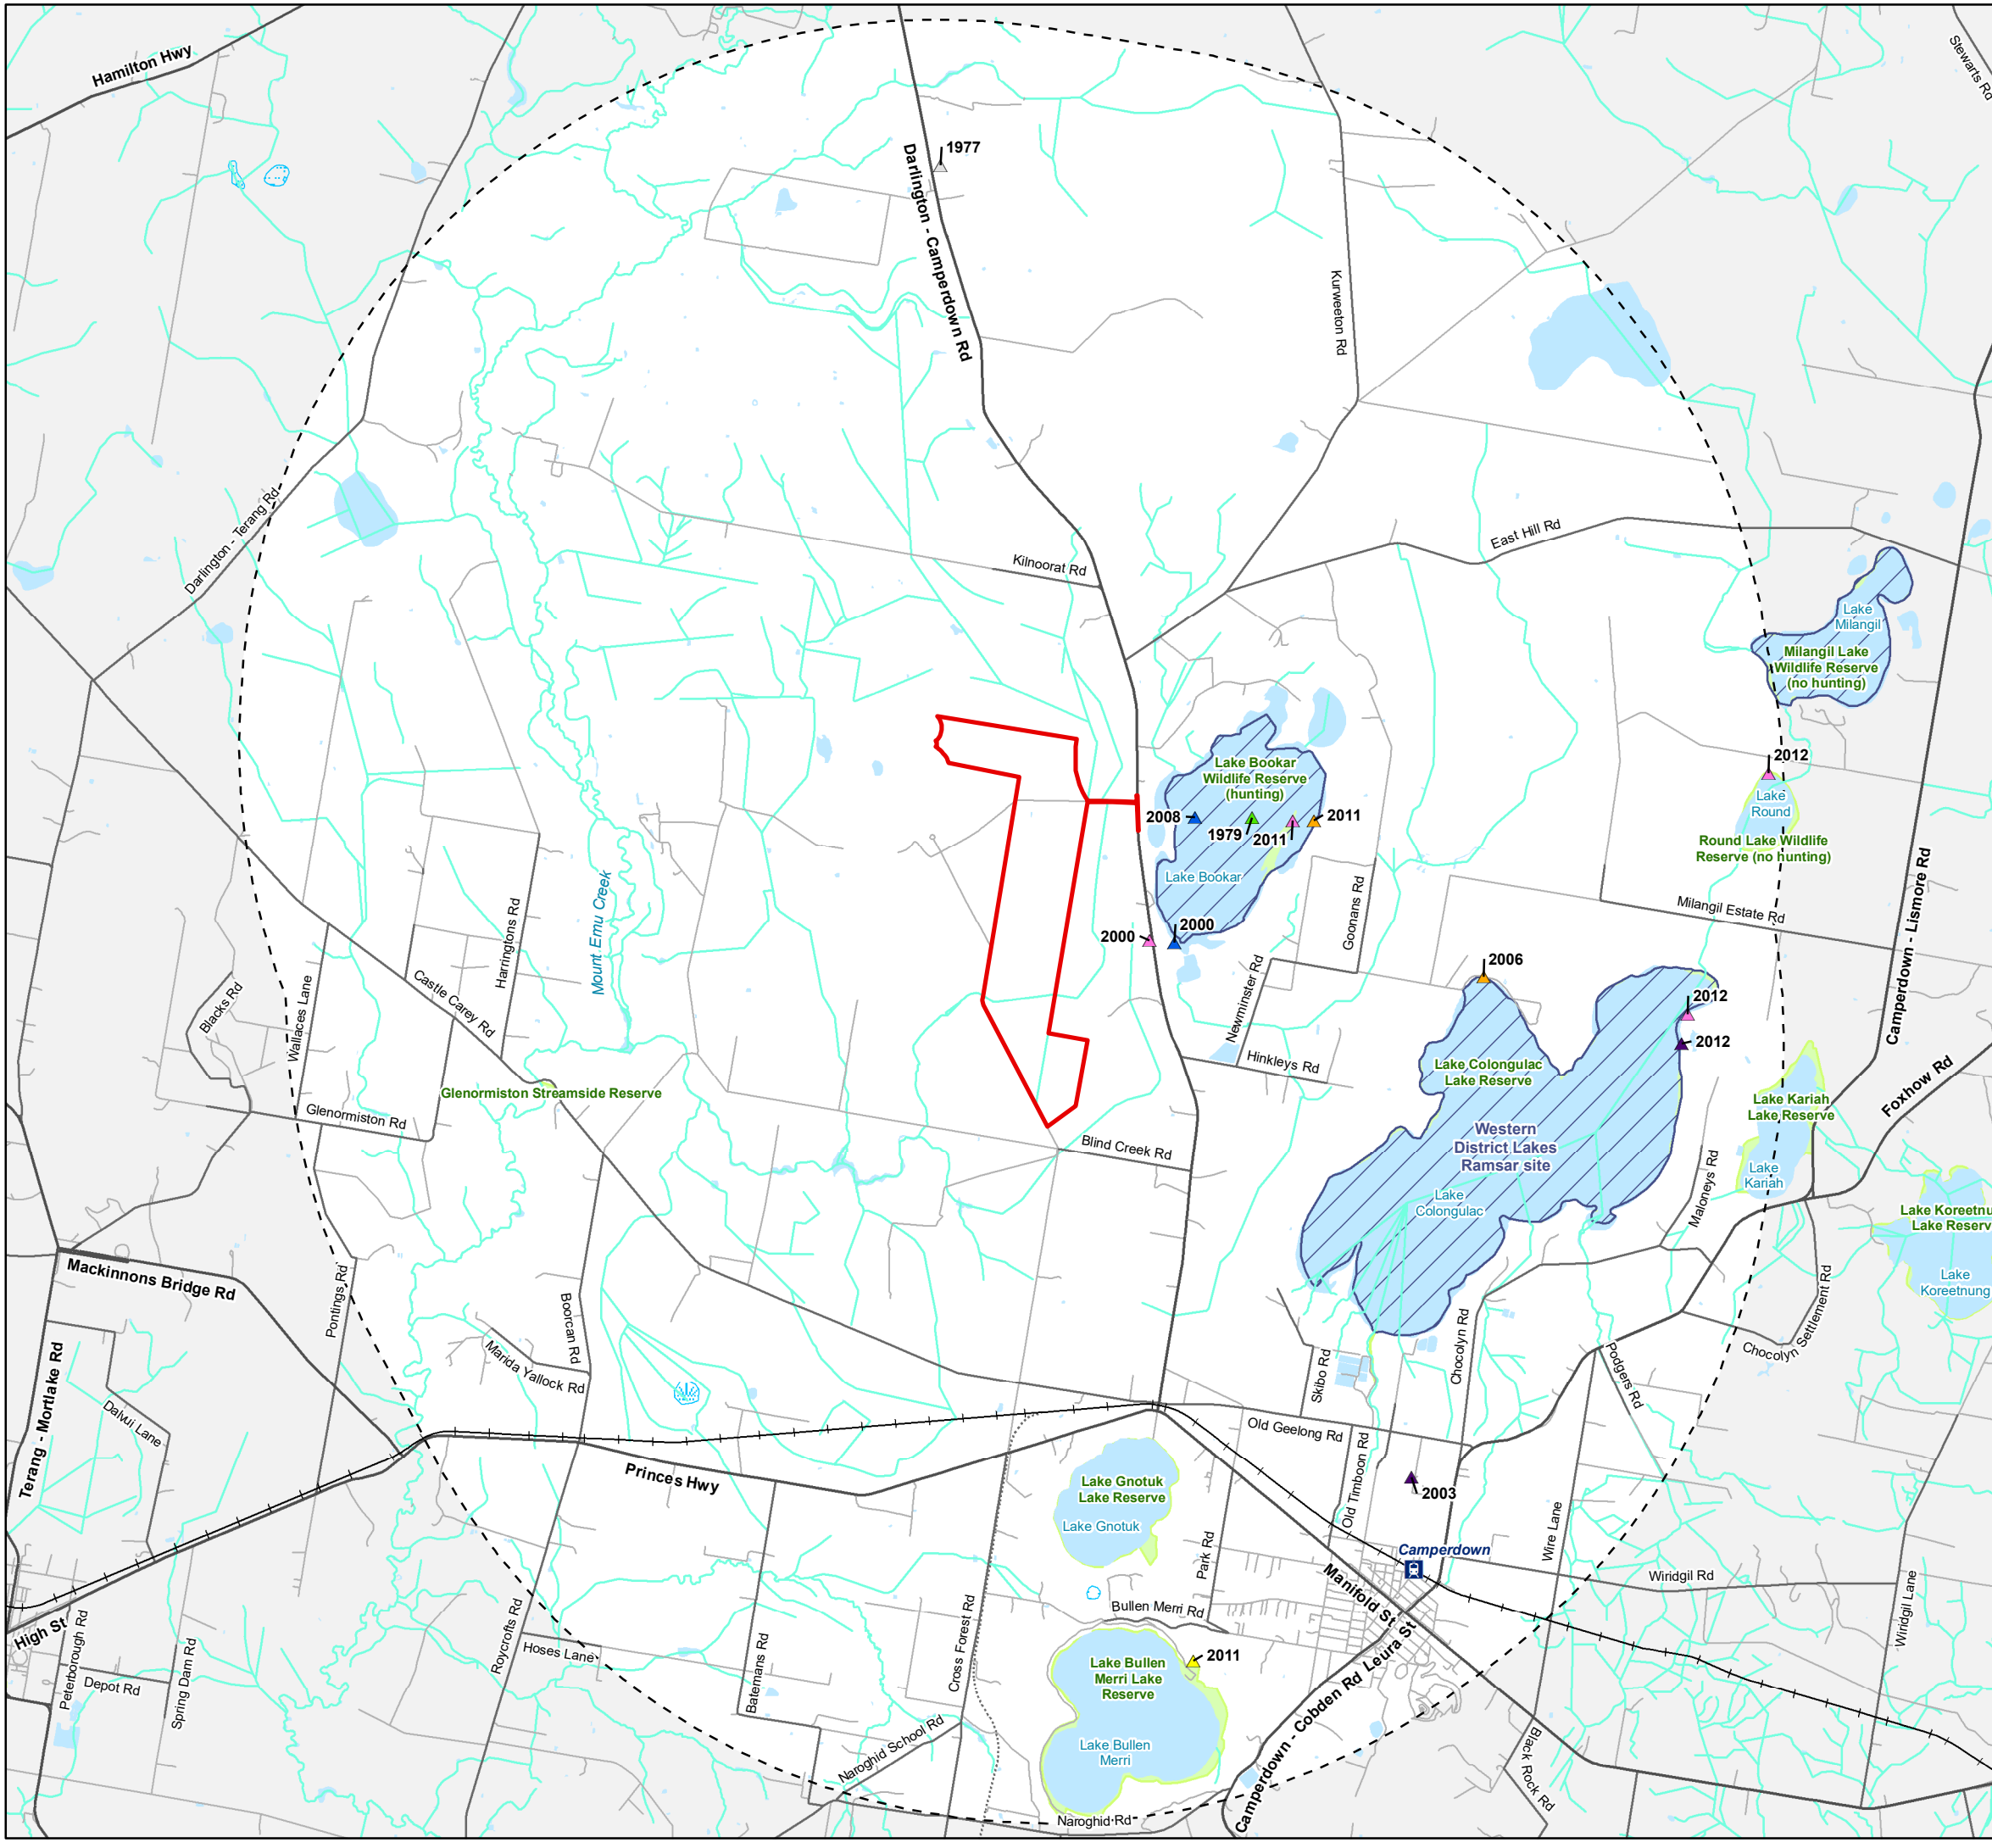 Hamilton Hwy
Stewarts Rd
1977
Darlington - Camperdown Rd
Kurweeton Rd
Darlington - Terang Rd
East Hill Rd
Kilnoorat Rd
Lake
Milangil
Milangil Lake
Wildlife Reserve
(no hunting)
Lake Bookar
Wildlife Reserve
(hunting)
2012
Lake
Round
Round Lake Wildlife
Reserve (no hunting)
2008
1979
2011
2011
Lake Bookar
Camperdown - Lismore Rd
Mount Emu Creek
Harringtons Rd
Goonans Rd
Milangil Estate Rd
2000
2000
2006
Castle Carey Rd
Blacks Rd
Wallaces Lane
Newminster Rd
2012
2012
Hinkleys Rd
Lake Colongulac
Lake Reserve
Glenormiston Streamside Reserve
Glenormiston Rd
Foxhow Rd
Lake Kariah
Lake Reserve
Western
District Lakes
Ramsar site
Blind Creek Rd
Lake
Kariah
Lake
Colongulac
Maloneys Rd
Lake Koreetnu
Lake Reserv
Lake
Koreetnung
Mackinnons Bridge Rd
Pontings Rd
Boorcan Rd
Marida Yallock Rd
Terang - Mortlake Rd
Dalvui Lane
Skibo Rd
Chocolyn Rd
Podgers Rd
Chocolyn Settlement Rd
Old Geelong Rd
Old Timboon Rd
Princes Hwy
Lake Gnotuk
Lake Reserve
Lake Gnotuk
2003
Park Rd
Wire Lane
Camperdown
Manifold St
Wiridgil Rd
Wiridgil Lane
Bullen Merri Rd
High St
Peterborough Rd
Depot Rd
Spring Dam Rd
Roycrofts Rd
Hoses Lane
Batemans Rd
Cross Forest Rd
Lake Bullen
Merri Lake
Reserve
2011
Leura St
Camperdown - Cobden Rd
Lake Bullen
Merri
Naroghid School Rd
Naroghid Rd
Black Rock Rd